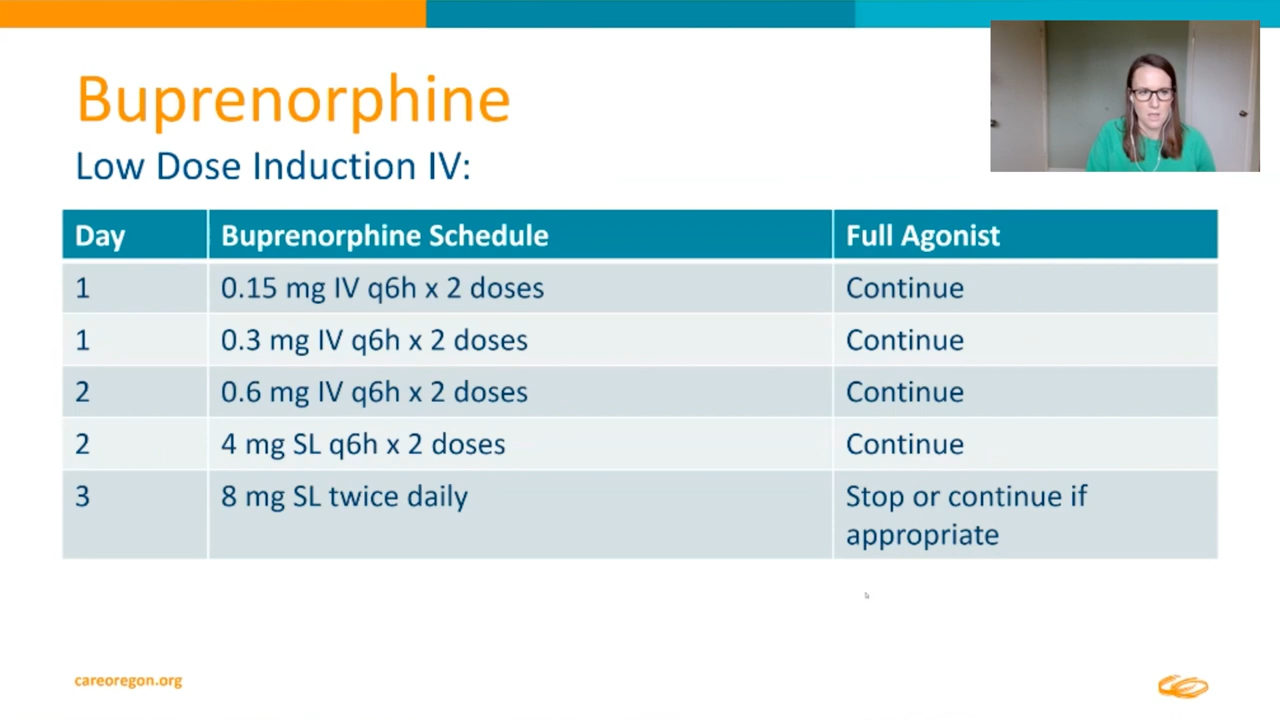 Buprenorphine
Low Dose Induction IV:
Day Buprenorphine Schedule Full Agonist
1 0.15 mg IV q6h x 2 doses Continue
1 0.3 mg IV q6h x 2 doses Continue
2 0.6 mg IV q6h x 2 doses Continue
2 4 mg SL q6h x 2 doses Continue
3 8 mg SL twice daily Stop or continue if
appropriate
careoregon.org